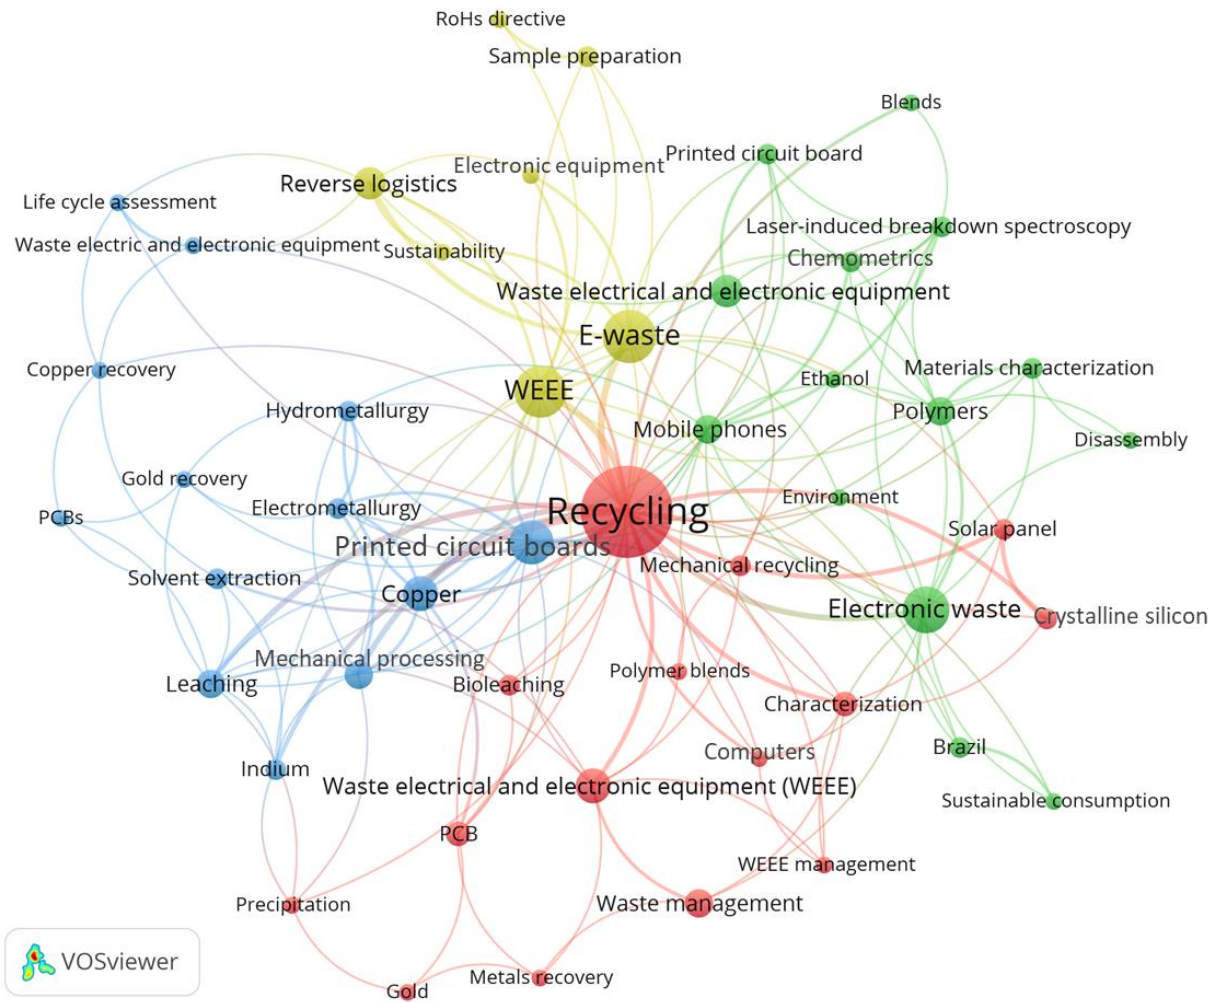 RoHs directive
Sample preparation
Blends
Electronic equipment
Printed circuit board
Reverse logistics
Life cycle assessment
Laser-induced breakdown spectroscopy
Waste electric and electronic equipment
Sustainability
Chemometrics
Waste electrical and electronic equipment
E-waste
Copper recovery
Materials characterization
Ethanol
WEEE
Hydrometallurgy
Polymers
Mobile phones
Disassembly
Gold recovery
Environment
Electrometallurgy
Recycling
PCBs
Solar panel
Printed circuit boards
Mechanical recycling
Solvent extraction
Copper
Electronic waste
Crystalline silicon
Mechanical processing
Polymer blends
Leaching
Bioleaching
Characterization
Brazil
Computers
Indium
Waste electrical and electronic equipment (WEEE)
Sustainable consumption
PCB
WEEE management
Precipitation
Waste management
VOSviewer
Metals recovery
Gold